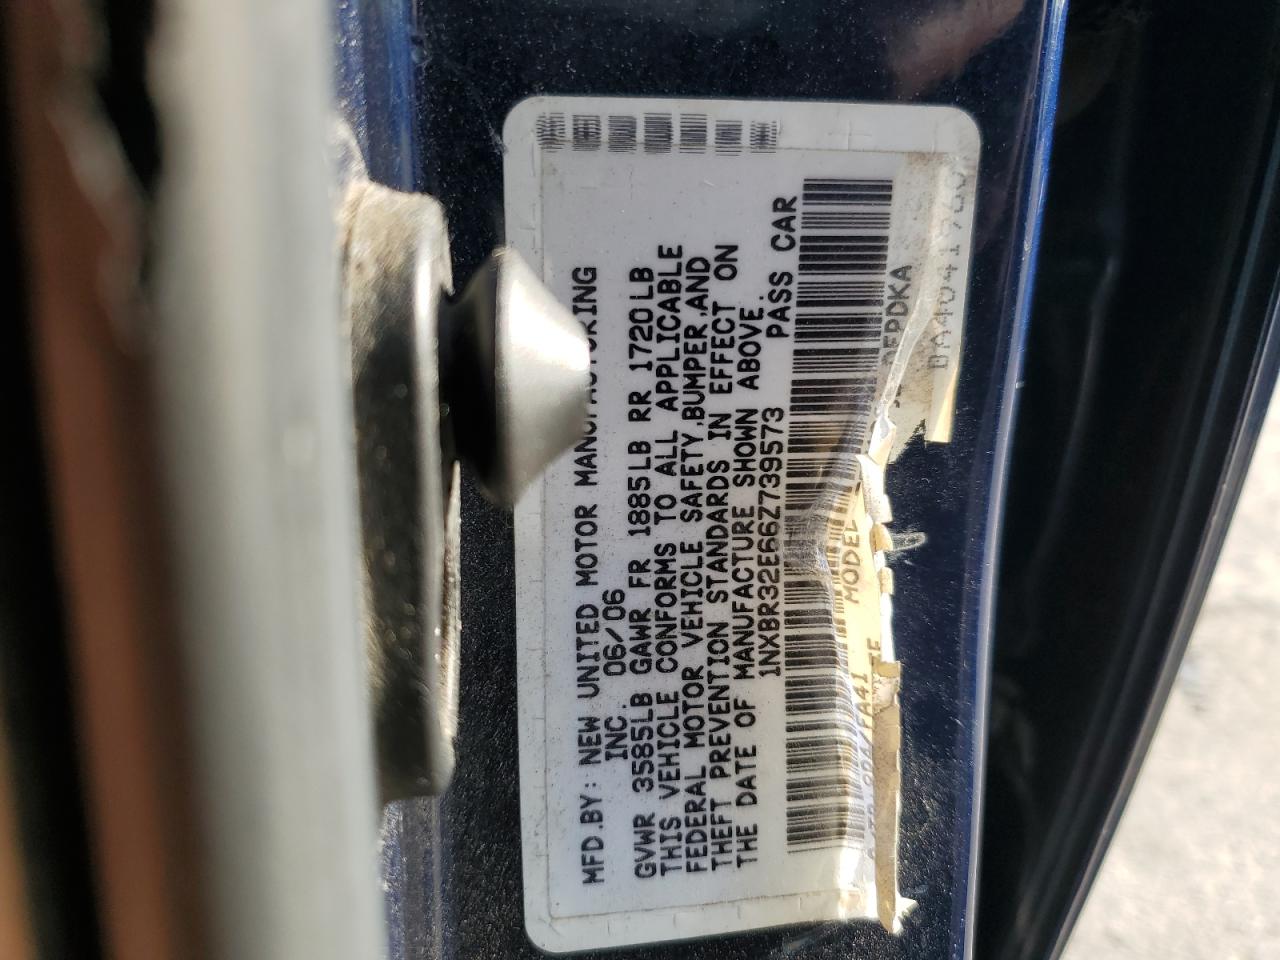 MFD.BY: NEW UNITED MOTOR MANUFACTURING
INC. 06/06
GVWR 3585LB GAWR FR 1885LB RR 1720LB
THIS VEHICLE CONFORMS TO ALL APPLICABLE
FEDERAL MOTOR VEHICLE SAFETY,BUMPER,AND
THEFT PREVENTION STANDARDS IN EFFECT ON
THE DATE OF MANUFACTURE SHOWN ABOVE.
1NXBR32E66Z739573 PASS CAR
MODEL